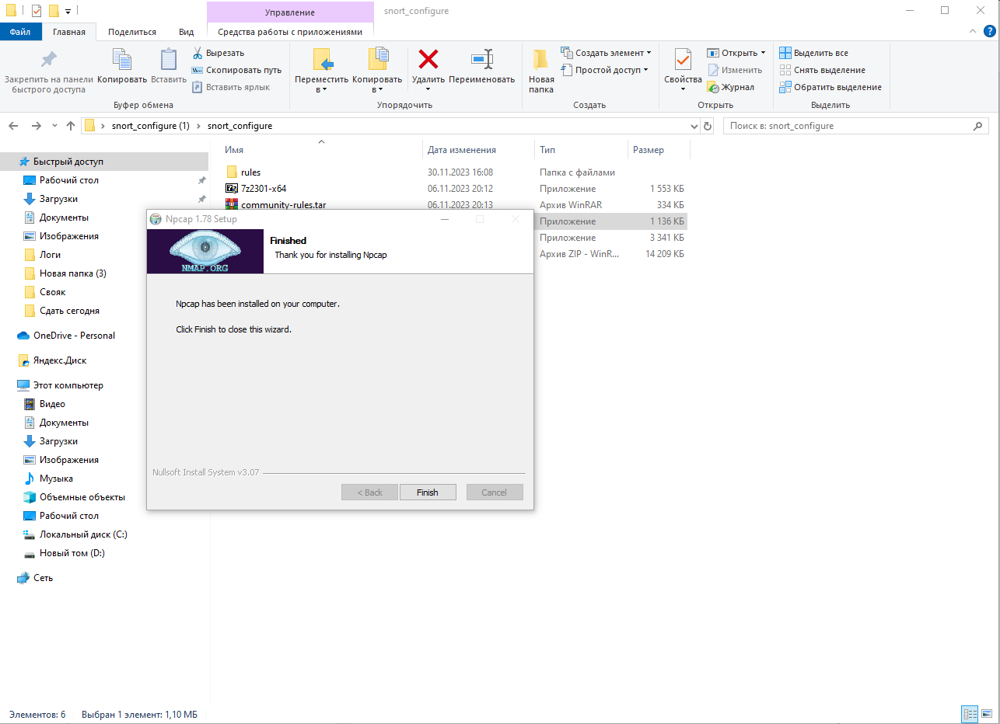 Управление
snort_configure
Файл
Главная
Поделиться
Вид
Средства работы с приложениями
Закрепить на панели быстрого доступа
Копировать
Вставить
Вырезать
Скопировать путь
Вставить ярлык
Буфер обмена
Переместить в
Копировать в
Удалить
Переименовать
Упорядочить
Новая папка
Создать элемент
Простой доступ
Создать
Свойства
Открыть
Изменить
Журнал
Открыть
Выделить все
Снять выделение
Обратить выделение
Выделить
snort_configure (1) > snort_configure
Поиск в: snort_configure
Имя Дата изменения Тип Размер
rules 30.11.2023 16:08 Папка с файлами
7z2301-x64 06.11.2023 20:12 Приложение 1 553 КБ
community-rules.tar 06.11.2023 20:13 Архив WinRAR 334 КБ
Приложение 1 136 КБ
Приложение 3 341 КБ
Архив ZIP - WinR... 14 209 КБ
Быстрый доступ
Рабочий стол
Загрузки
Документы
Изображения
Логи
Новая папка (3)
Свояк
Сдать сегодня
OneDrive - Personal
Яндекс.Диск
Этот компьютер
Видео
Документы
Загрузки
Изображения
Музыка
Объемные объекты
Рабочий стол
Локальный диск (C:)
Новый том (D:)
Сеть
Npcap 1.78 Setup
NMAP.ORG
Finished
Thank you for installing Npcap
Npcap has been installed on your computer.
Click Finish to close this wizard.
Nullsoft Install System v3.07
< Back
Finish
Cancel
Элементов: 6 Выбран 1 элемент: 1,10 МБ